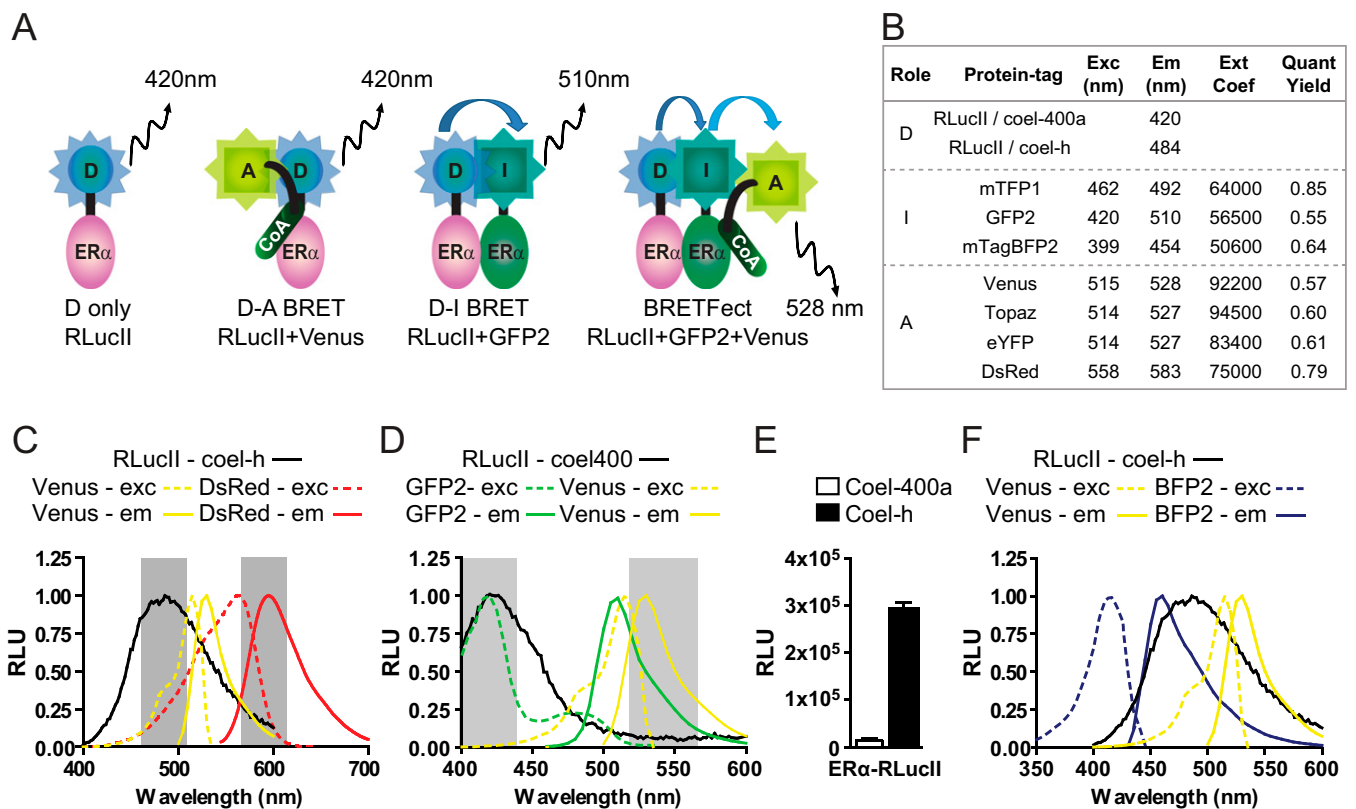 A
420nm
420nm
510nm
D
A
D
D
I
D
I
A
CoA
CoA
ERα
ERα
ERα
ERα
ERα
ERα
528 nm
D only
RLucII
D-A BRET
RLucII+Venus
D-I BRET
RLucII+GFP2
BRETFect
RLucII+GFP2+Venus
B
Role Protein-tag Exc (nm) Em (nm) Ext Coef Quant Yield
D
RLucII / coel-400a 420
RLucII / coel-h 484
I
mTFP1 462 492 64000 0.85
GFP2 420 510 56500 0.55
mTagBFP2 399 454 50600 0.64
A
Venus 515 528 92200 0.57
Topaz 514 527 94500 0.60
eYFP 514 527 83400 0.61
DsRed 558 583 75000 0.79
C
RLucII - coel-h
Venus - exc DsRed - exc
Venus - em DsRed - em
RLU
1.25
1.00
0.75
0.50
0.25
0.00
400 500 600 700
Wavelength (nm)
D
RLucII - coel400
GFP2- exc Venus - exc
GFP2 - em Venus - em
RLU
1.25
1.00
0.75
0.50
0.25
0.00
400 450 500 550 600
Wavelength (nm)
E
Coel-400a
Coel-h
RLU
4x10⁵
3x10⁵
2x10⁵
1x10⁵
0
ERα-RLucII
F
RLucII - coel-h
Venus - exc BFP2 - exc
Venus - em BFP2 - em
RLU
1.25
1.00
0.75
0.50
0.25
0.00
350 400 450 500 550 600
Wavelength (nm)